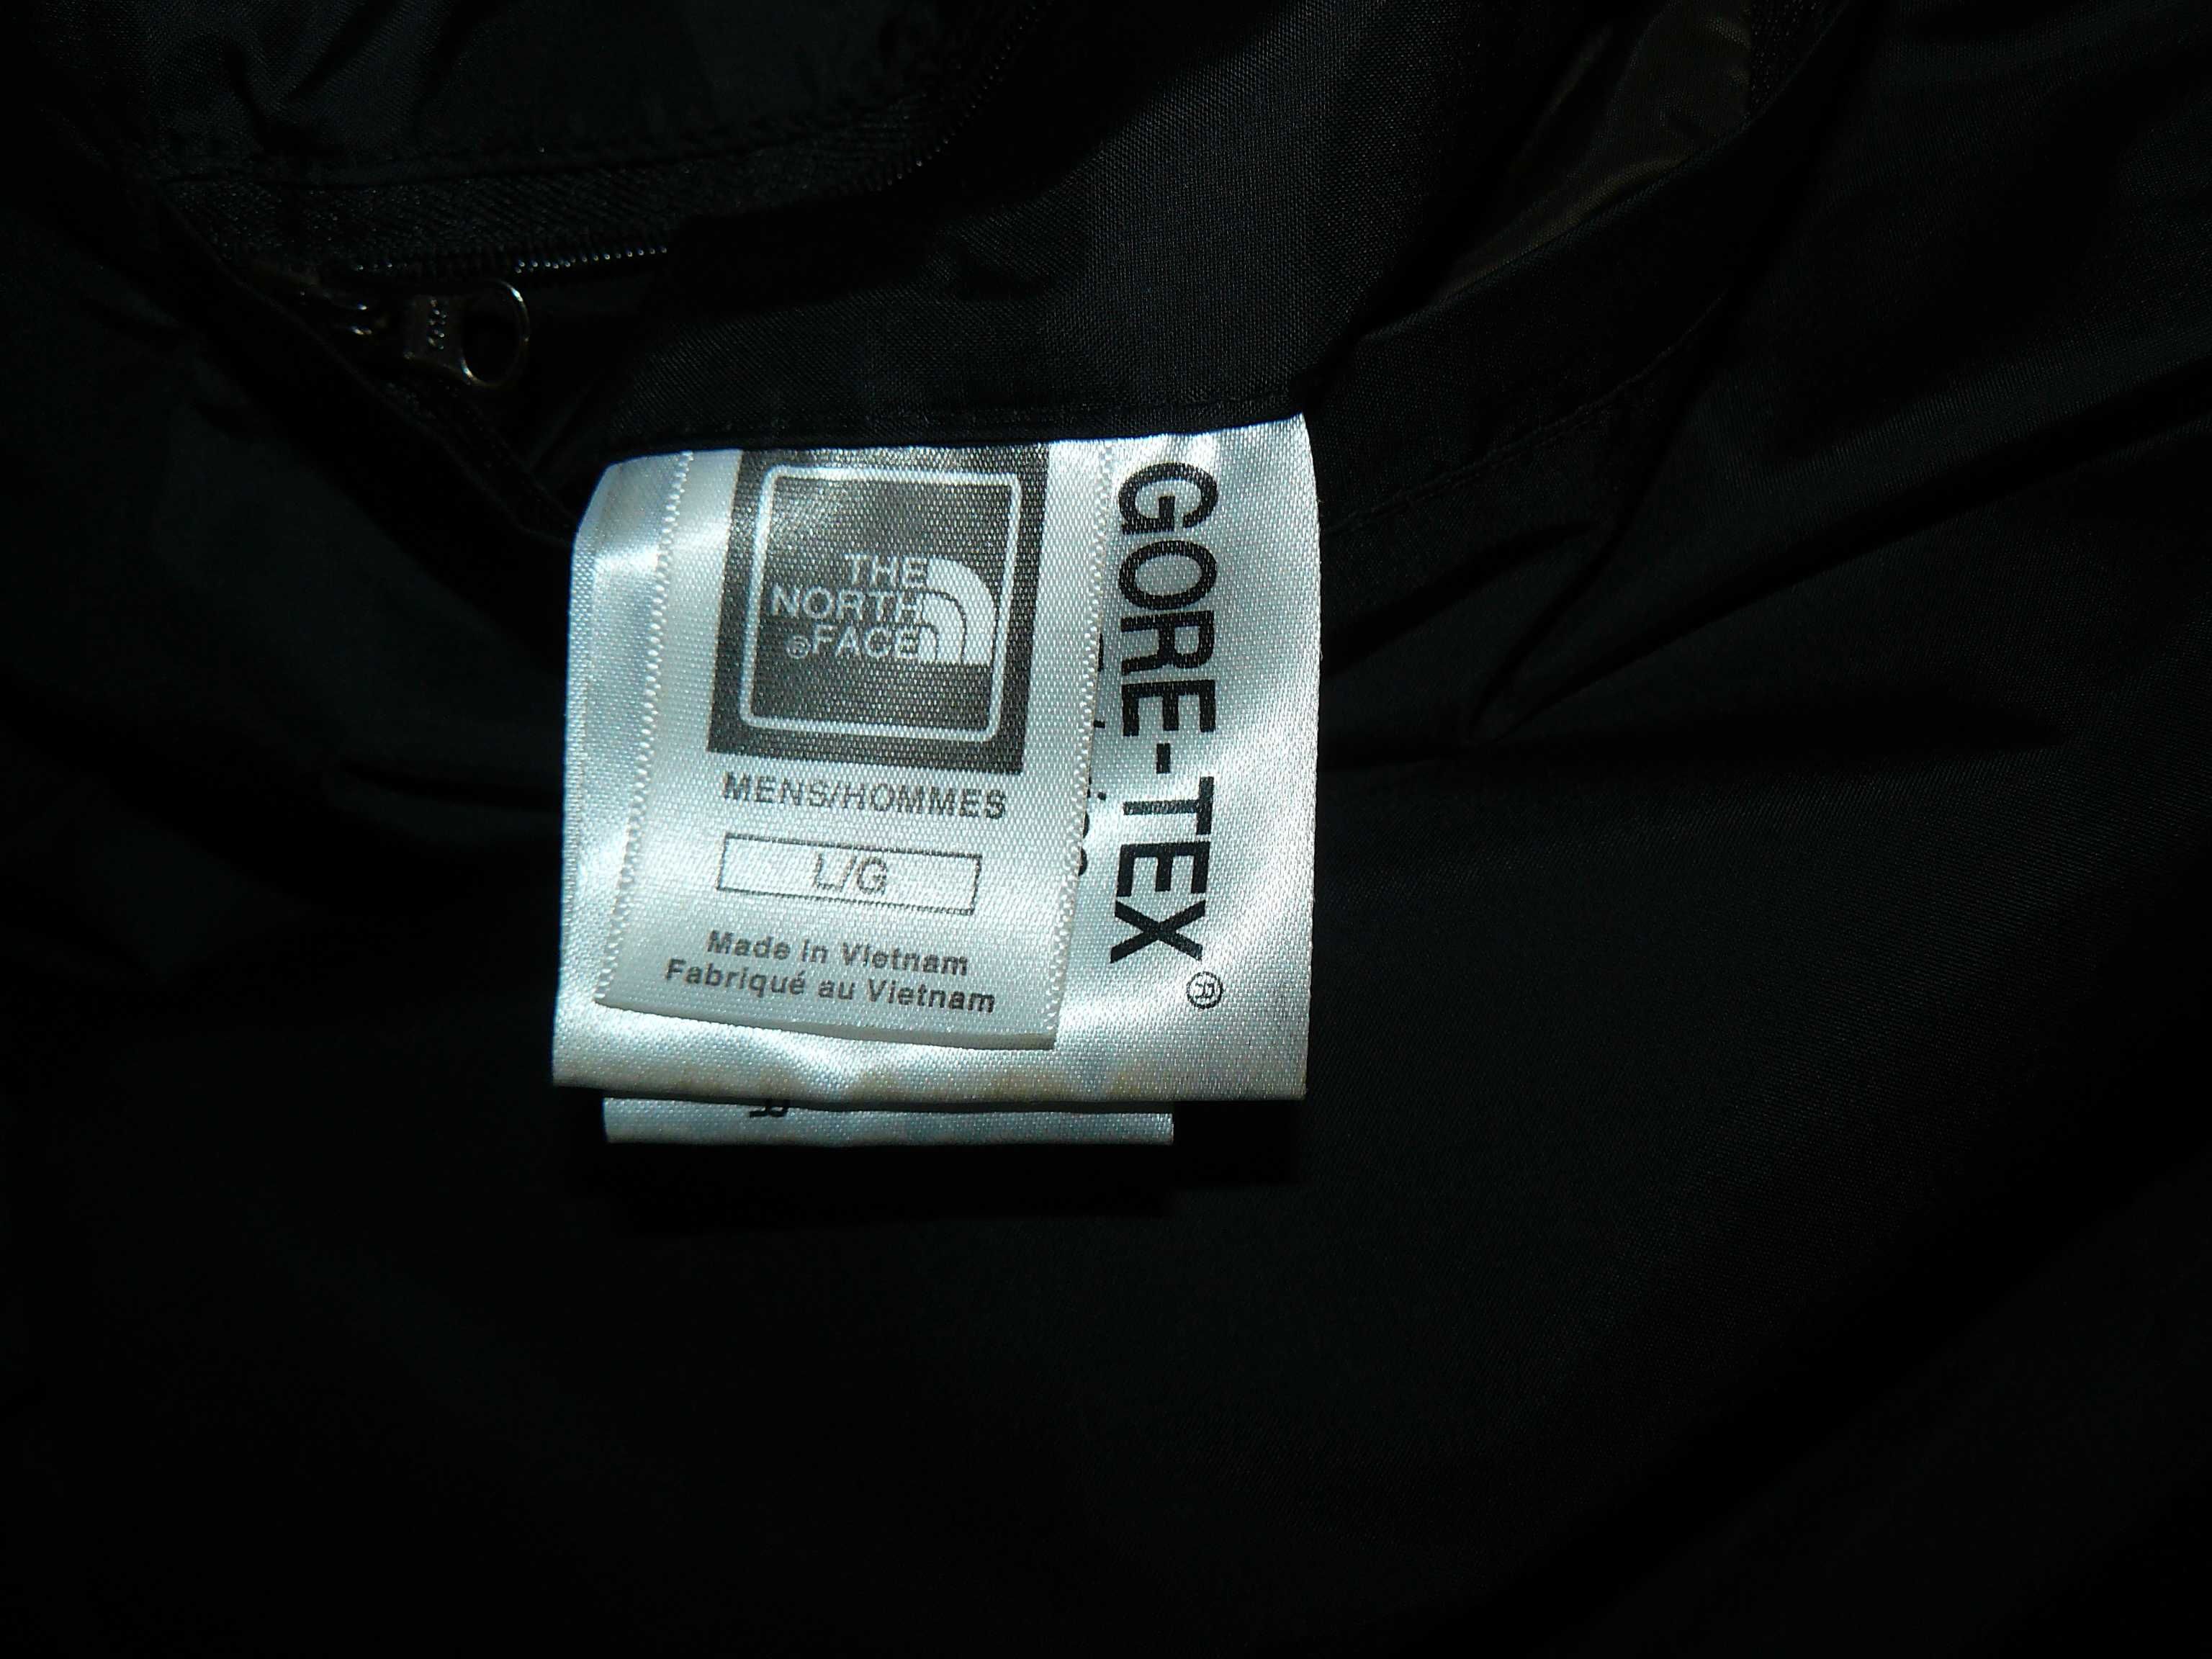 THE
NORTH
®FACE
MENS/HOMMES
L/G
Made in Vietnam
Fabriqué au Vietnam
GORE-TEX®
R